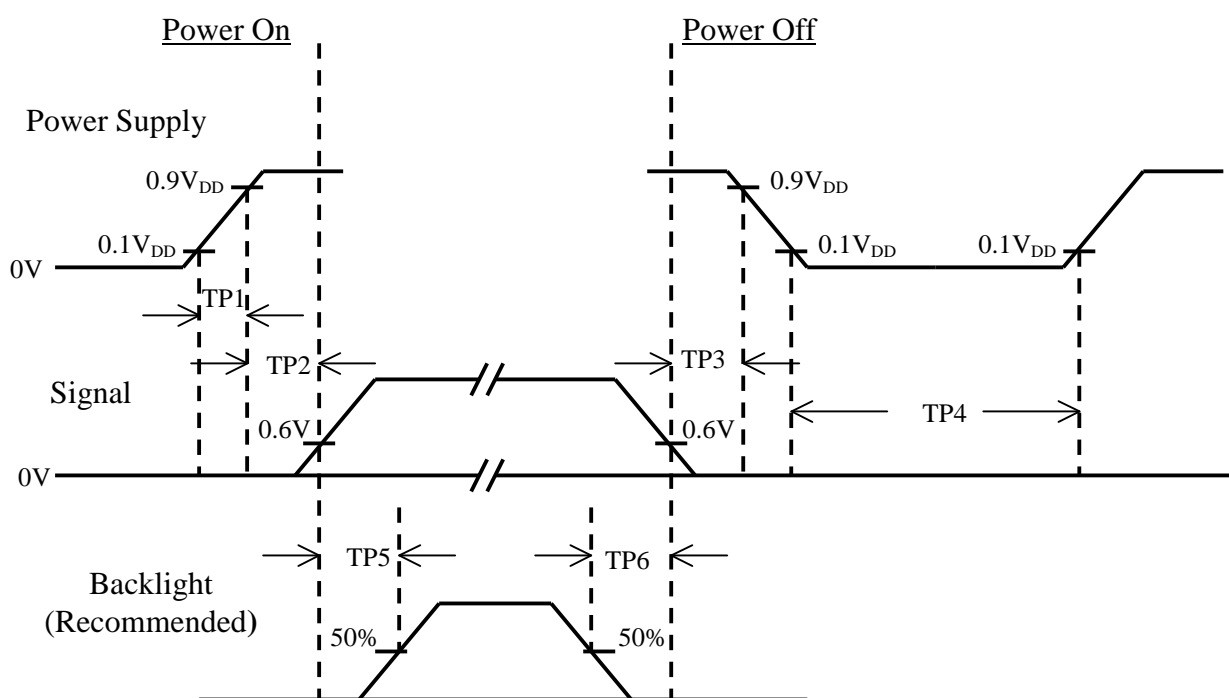 Power On
Power Off
Power Supply
0.9VDD
0.9VDD
0.1VDD
0.1VDD
0.1VDD
0V
TP1
TP2
TP3
Signal
TP4
0.6V
0.6V
0V
TP5
TP6
Backlight
(Recommended)
50%
50%